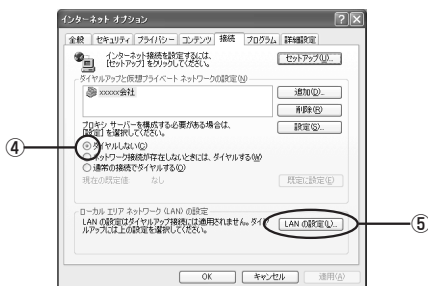 インターネット オプション
全般 セキュリティ プライバシー コンテンツ 接続 プログラム 詳細設定
インターネット接続を設定するには、
[セットアップ] をクリックしてください。
セットアップ(U)...
ダイヤルアップと仮想プライベート ネットワークの設定(N)
xxxxx会社
追加(D)...
削除(R)
プロキシ サーバーを構成する必要がある場合は、
[設定] を選択してください。
設定(S)...
④
ダイヤルしない(C)
ネットワーク接続が存在しないときには、ダイヤルする(W)
通常の接続でダイヤルする(O)
現在の既定値: なし
既定に設定(E)
ローカル エリア ネットワーク (LAN) の設定
LAN の設定はダイヤルアップ接続には適用されません。ダイヤ
ルアップには上の設定を選択してください。
LAN の設定(L)...
⑤
OK キャンセル 適用(A)